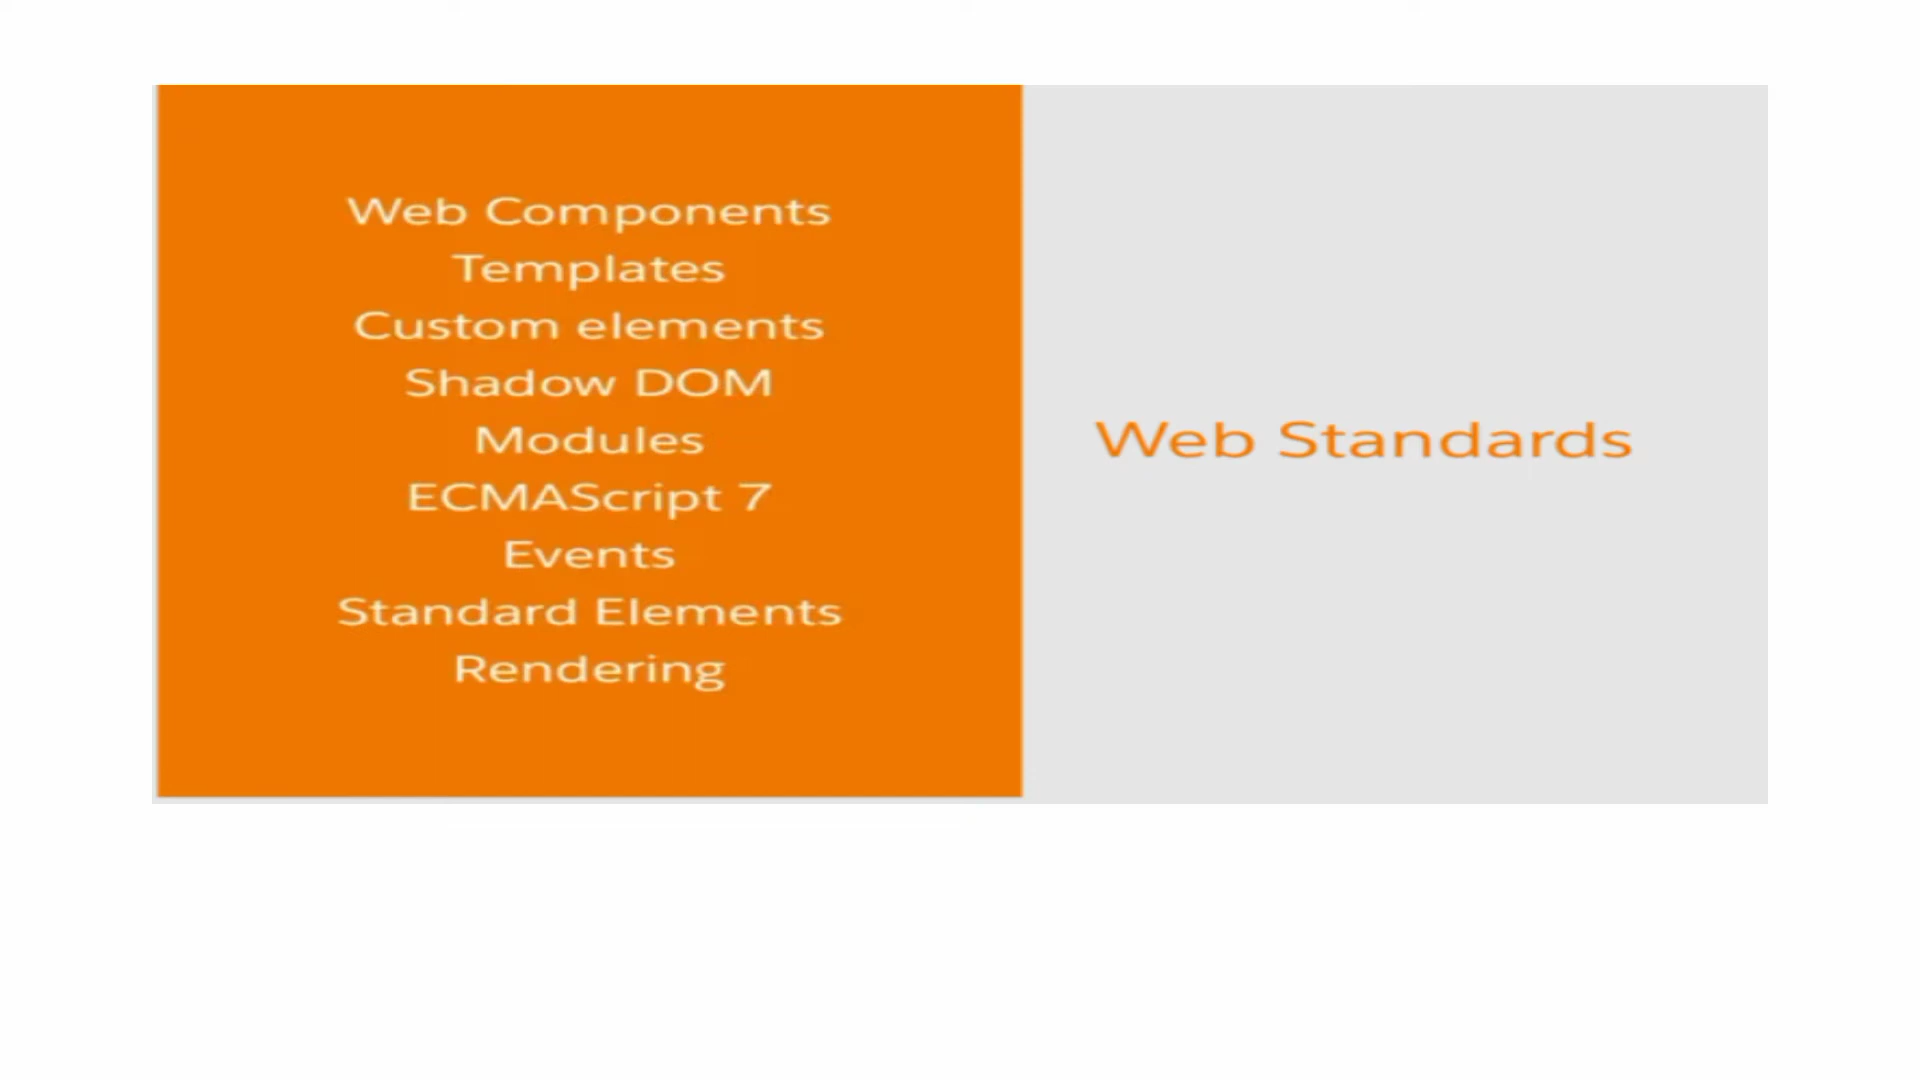 Web Components
Templates
Custom elements
Shadow DOM
Modules
ECMAScript 7
Events
Standard Elements
Rendering
Web Standards